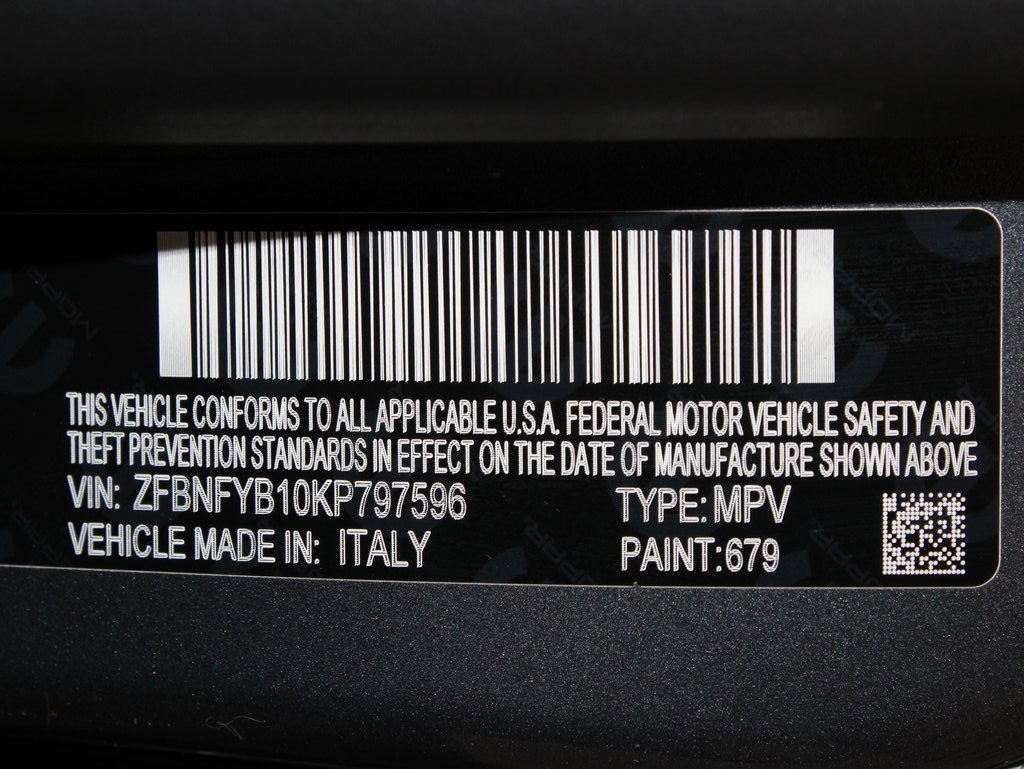 THIS VEHICLE CONFORMS TO ALL APPLICABLE U.S.A. FEDERAL MOTOR VEHICLE SAFETY AND
THEFT PREVENTION STANDARDS IN EFFECT ON THE DATE OF MANUFACTURE SHOWN ABOVE
VIN: ZFBNFYB10KP797596 TYPE: MPV
VEHICLE MADE IN: ITALY PAINT:679